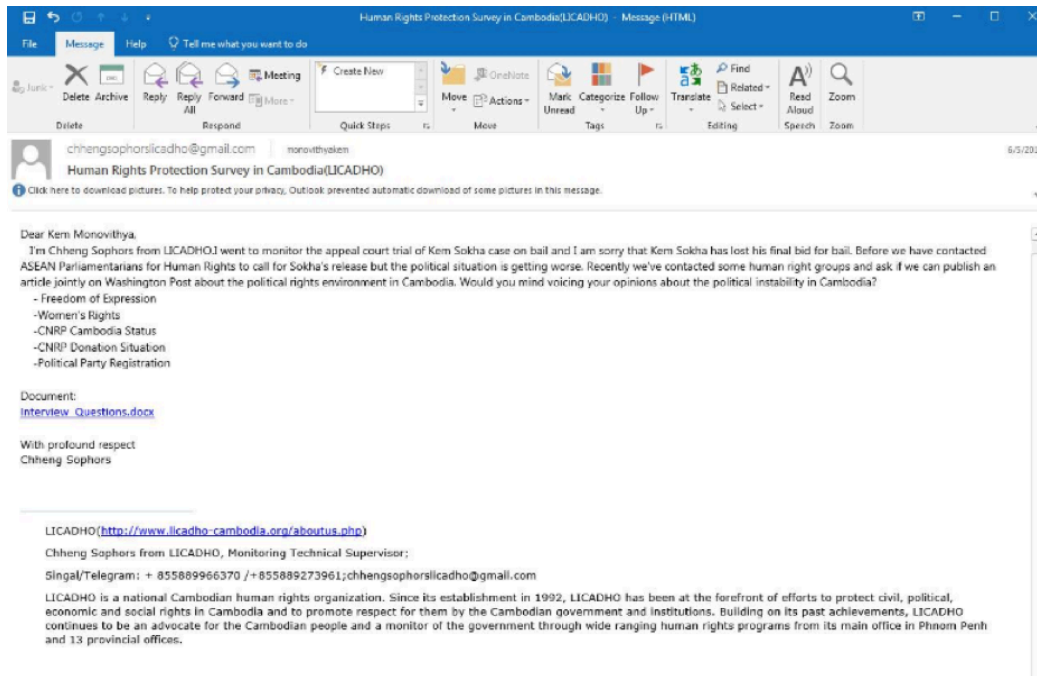 Human Rights Protection Survey in Cambodia(LICADHO) - Message (HTML)
File Message Help Tell me what you want to do
Junk Delete Archive Reply Reply All Forward Meeting More Create New Move OneNote Actions Mark Unread Categorize Follow Up Translate Find Related Select Read Aloud Zoom
Delete Respond Quick Steps Move Tags Editing Speech Zoom
chhengsophorslicadho@gmail.com monovithyakem
6/5/201
Human Rights Protection Survey in Cambodia(LICADHO)
Click here to download pictures. To help protect your privacy, Outlook prevented automatic download of some pictures in this message.
Dear Kem Monovithya,
I'm Chheng Sophors from LICADHO.I went to monitor the appeal court trial of Kem Sokha case on bail and I am sorry that Kem Sokha has lost his final bid for bail. Before we have contacted
ASEAN Parliamentarians for Human Rights to call for Sokha's release but the political situation is getting worse. Recently we've contacted some human right groups and ask if we can publish an
article jointly on Washington Post about the political rights environment in Cambodia. Would you mind voicing your opinions about the political instability in Cambodia?
- Freedom of Expression
-Women's Rights
-CNRP Cambodia Status
-CNRP Donation Situation
-Political Party Registration
Document:
Interview_Questions.docx
With profound respect
Chheng Sophors
LICADHO(http://www.licadho-cambodia.org/aboutus.php)
Chheng Sophors from LICADHO, Monitoring Technical Supervisor;
Singal/Telegram: + 855889966370 /+855889273961;chhengsophorslicadho@gmail.com
LICADHO is a national Cambodian human rights organization. Since its establishment in 1992, LICADHO has been at the forefront of efforts to protect civil, political,
economic and social rights in Cambodia and to promote respect for them by the Cambodian government and institutions. Building on its past achievements, LICADHO
continues to be an advocate for the Cambodian people and a monitor of the government through wide ranging human rights programs from its main office in Phnom Penh
and 13 provincial offices.